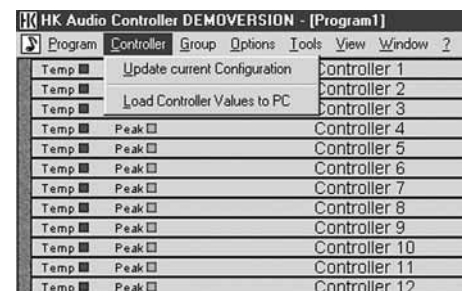 HK HK Audio Controller DEMOVERSION - [Program1]
Program Controller Group Options Tools View Window ?
Temp Update current Configuration Controller 1
Temp Controller 2
Temp Load Controller Values to PC Controller 3
Temp Peak Controller 4
Temp Peak Controller 5
Temp Peak Controller 6
Temp Peak Controller 7
Temp Peak Controller 8
Temp Peak Controller 9
Temp Peak Controller 10
Temp Peak Controller 11
Temp Peak Controller 12